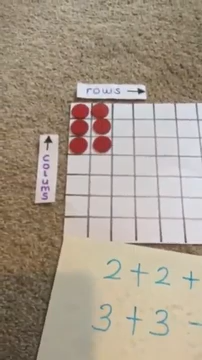 rows →
↑ colums
2+2+
3+3